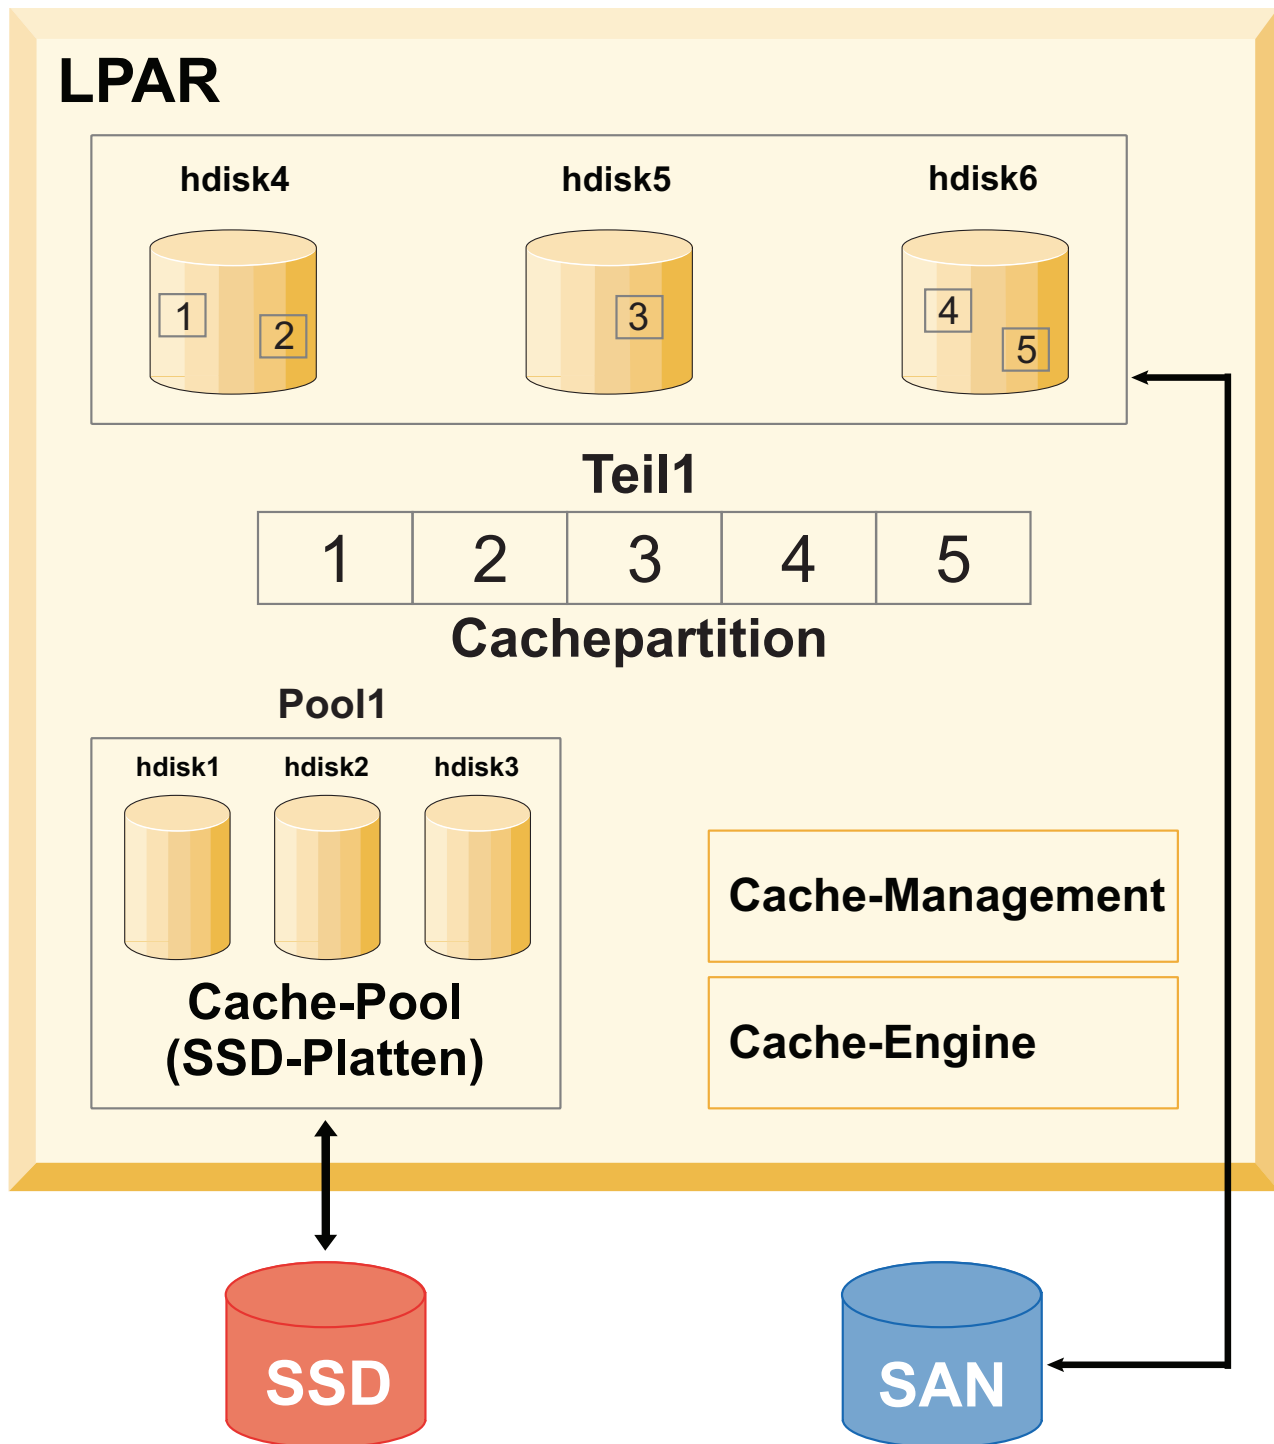 LPAR
hdisk4 hdisk5 hdisk6
1 2 3 4 5
Teil1
1 2 3 4 5
Cachepartition
Pool1
hdisk1 hdisk2 hdisk3
Cache-Pool
(SSD-Platten)
Cache-Management
Cache-Engine
SSD
SAN